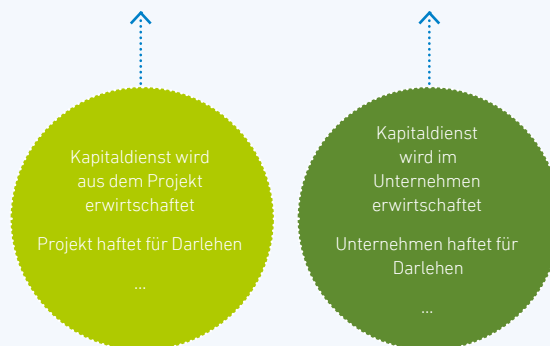 Kapitaldienst wird
aus dem Projekt
erwirtschaftet
Projekt haftet für Darlehen
...
Kapitaldienst
wird im
Unternehmen
erwirtschaftet
Unternehmen haftet für
Darlehen
...